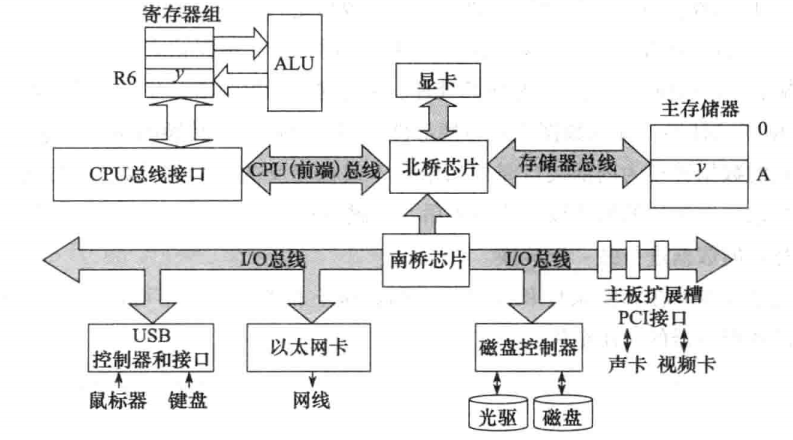 寄存器组
ALU
R6
y
显卡
主存储器
0
CPU总线接口
CPU(前端)总线
北桥芯片
存储器总线
y
A
I/O总线
南桥芯片
I/O总线
主板扩展槽
PCI接口
USB
控制器和接口
以太网卡
磁盘控制器
声卡
视频卡
鼠标器
键盘
网线
光驱
磁盘